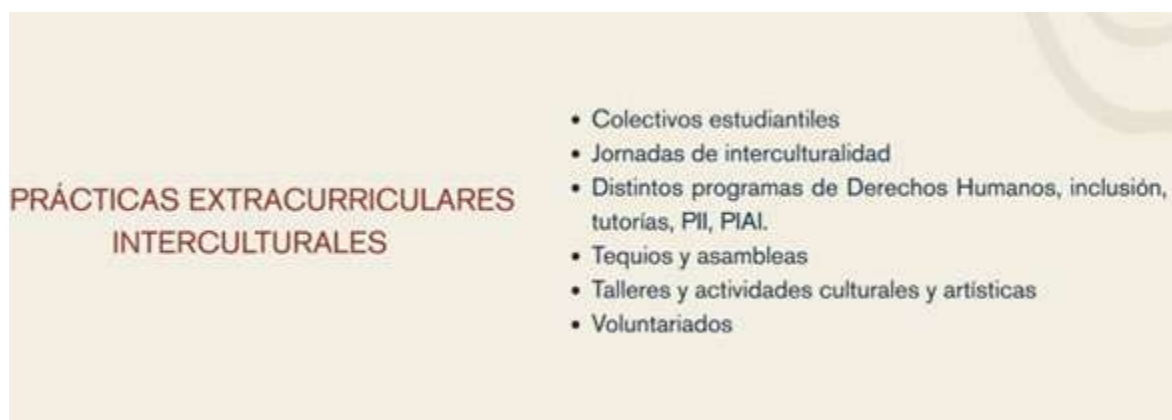 PRÁCTICAS EXTRACURRICULARES
INTERCULTURALES
• Colectivos estudiantiles
• Jornadas de interculturalidad
• Distintos programas de Derechos Humanos, inclusión,
tutorías, PII, PIAI.
• Tequios y asambleas
• Talleres y actividades culturales y artísticas
• Voluntariados